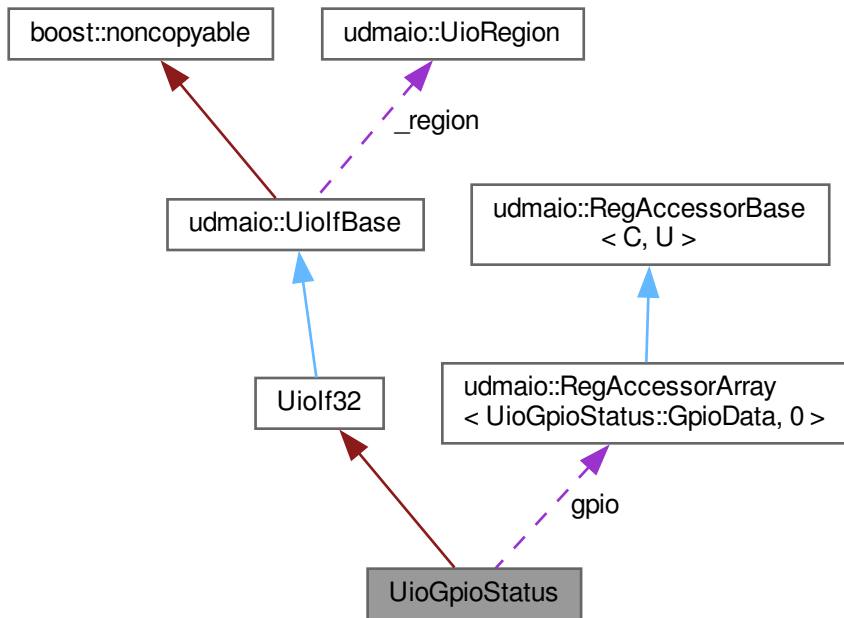 boost::noncopyable
udmaio::UioRegion
_region
udmaio::UioIfBase
udmaio::RegAccessorBase
< C, U >
UioIf32
udmaio::RegAccessorArray
< UioGpioStatus::GpioData, 0 >
gpio
UioGpioStatus